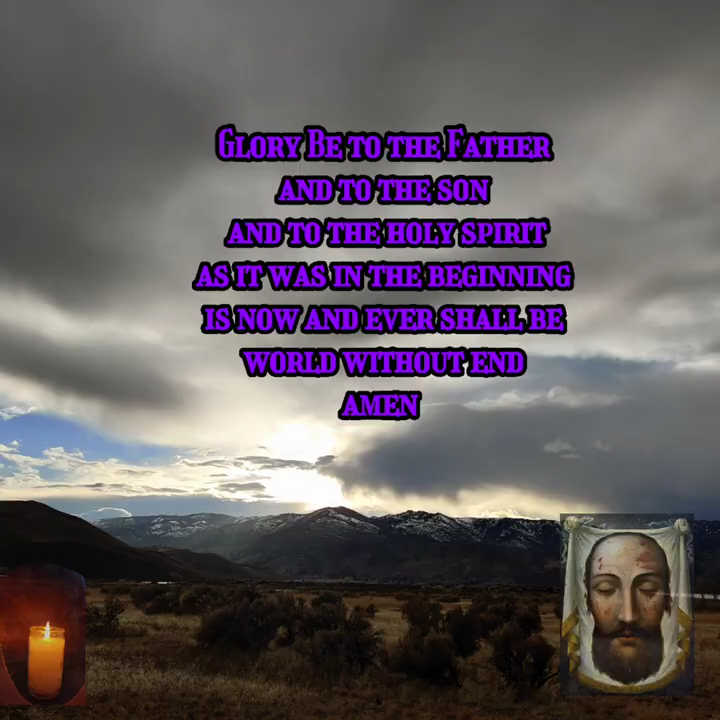 Glory Be to the Father
and to the son
and to the holy spirit
as it was in the beginning
is now and ever shall be
world without end
amen